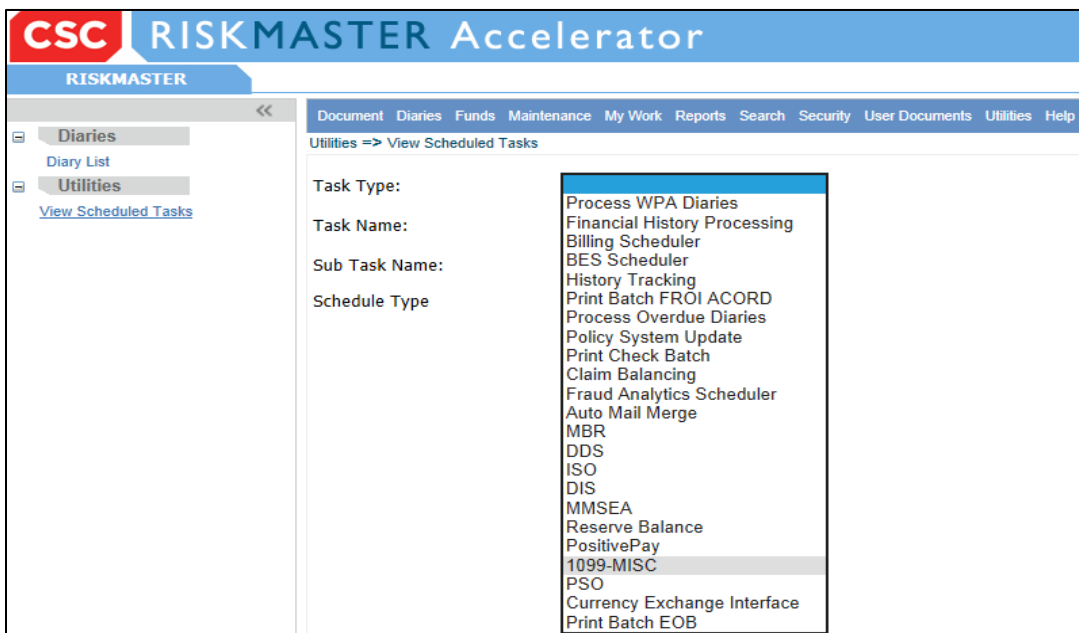 CSC RISKMASTER Accelerator
RISKMASTER
«
Diaries
Diary List
Utilities
View Scheduled Tasks
Document Diaries Funds Maintenance My Work Reports Search Security User Documents Utilities Help
Utilities => View Scheduled Tasks
Task Type:
Task Name:
Sub Task Name:
Schedule Type
Process WPA Diaries
Financial History Processing
Billing Scheduler
BES Scheduler
History Tracking
Print Batch FROI ACORD
Process Overdue Diaries
Policy System Update
Print Check Batch
Claim Balancing
Fraud Analytics Scheduler
Auto Mail Merge
MBR
DDS
ISO
DIS
MMSEA
Reserve Balance
PositivePay
1099-MISC
PSO
Currency Exchange Interface
Print Batch EOB